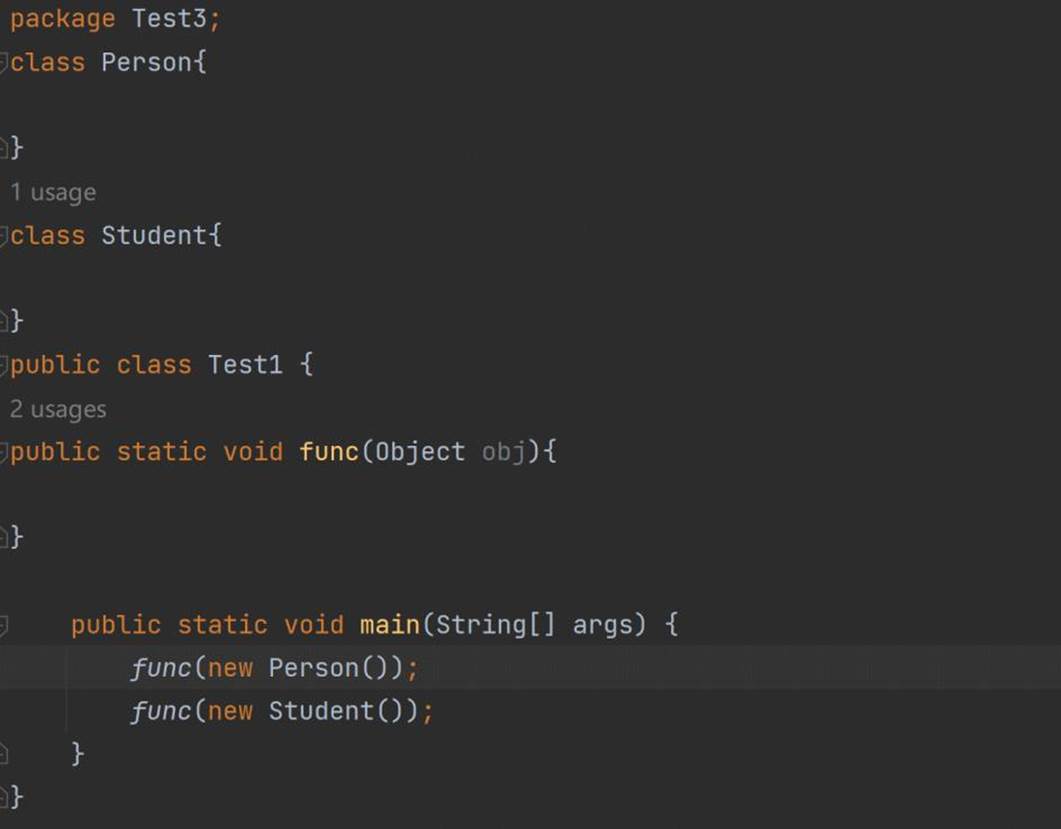 package Test3;
class Person{
}
1 usage
class Student{
}
public class Test1 {
2 usages
public static void func(Object obj){
}
public static void main(String[] args) {
func(new Person());
func(new Student());
}
}